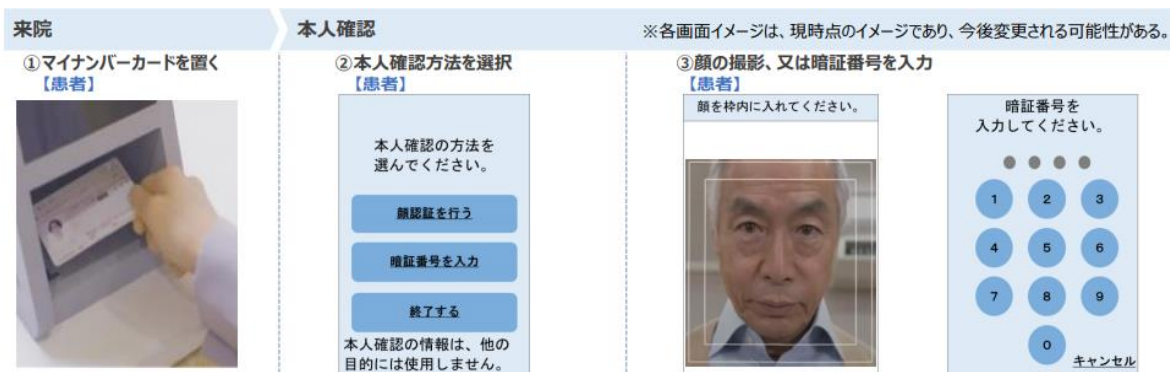 来院
本人確認
※各画面イメージは、現時点のイメージであり、今後変更される可能性がある。
①マイナンバーカードを置く
【患者】
②本人確認方法を選択
【患者】
本人確認の方法を
選んでください。
顔認証を行う
暗証番号を入力
終了する
本人確認の情報は、他の
目的には使用しません。
③顔の撮影、又は暗証番号を入力
【患者】
顔を枠内に入れてください。
暗証番号を
入力してください。
1 2 3
4 5 6
7 8 9
0
キャンセル